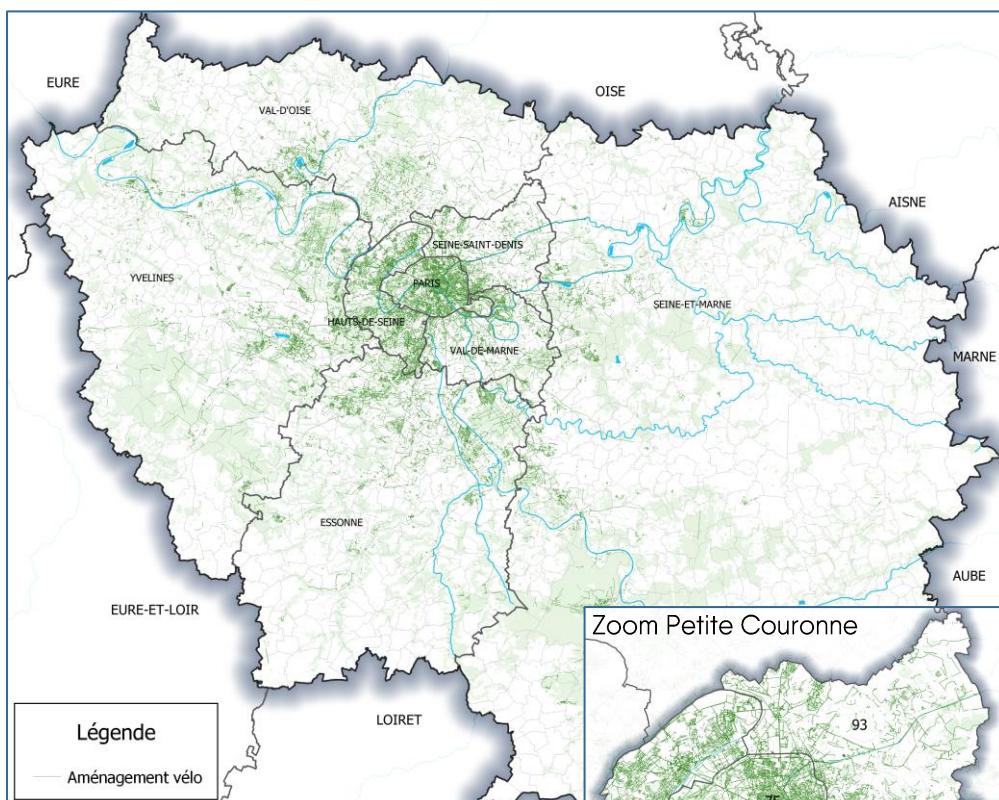 EURE
OISE
VAL-D'OISE
AISNE
SEINE-SAINT-DENIS
YVELINES
PARIS
SEINE-ET-MARNE
HAUTS-DE-SEINE
VAL-DE-MARNE
MARNE
ESSONNE
AUBE
EURE-ET-LOIR
Zoom Petite Couronne
LOIRET
93
Légende
Aménagement vélo
75